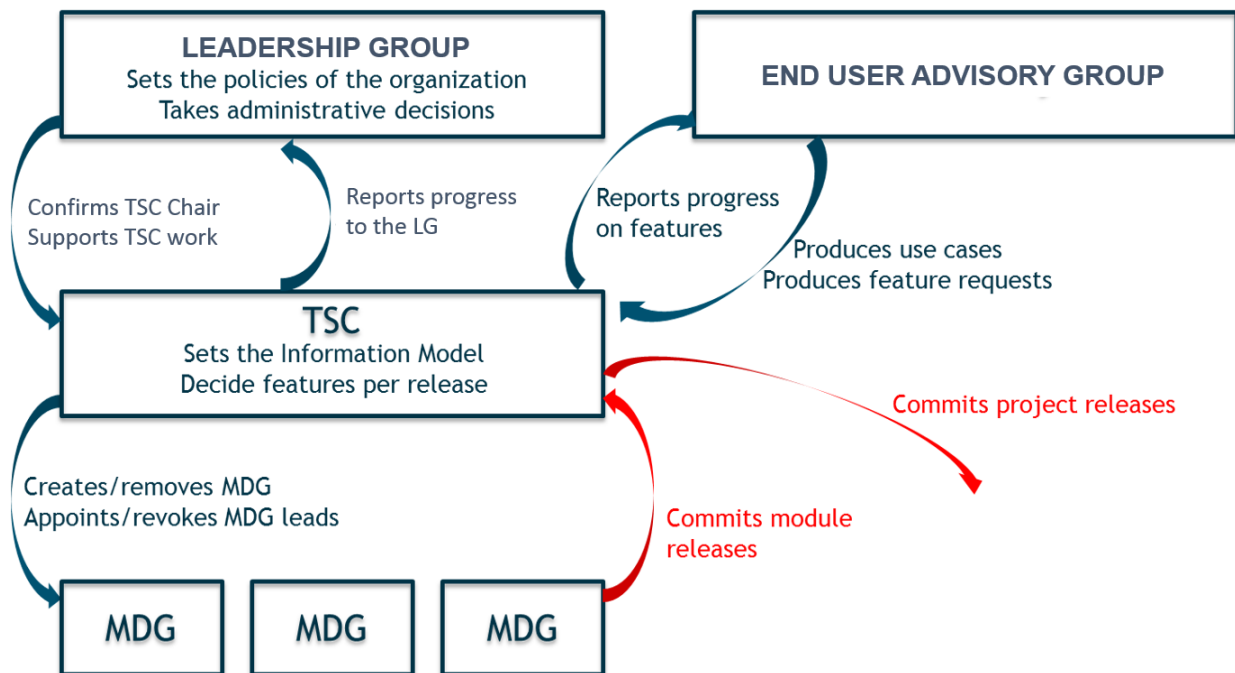 LEADERSHIP GROUP
Sets the policies of the organization
Takes administrative decisions
END USER ADVISORY GROUP
Confirms TSC Chair
Supports TSC work
Reports progress
to the LG
Reports progress
on features
Produces use cases
Produces feature requests
TSC
Sets the Information Model
Decide features per release
Commits project releases
Creates/removes MDG
Appoints/revokes MDG leads
Commits module
releases
MDG
MDG
MDG